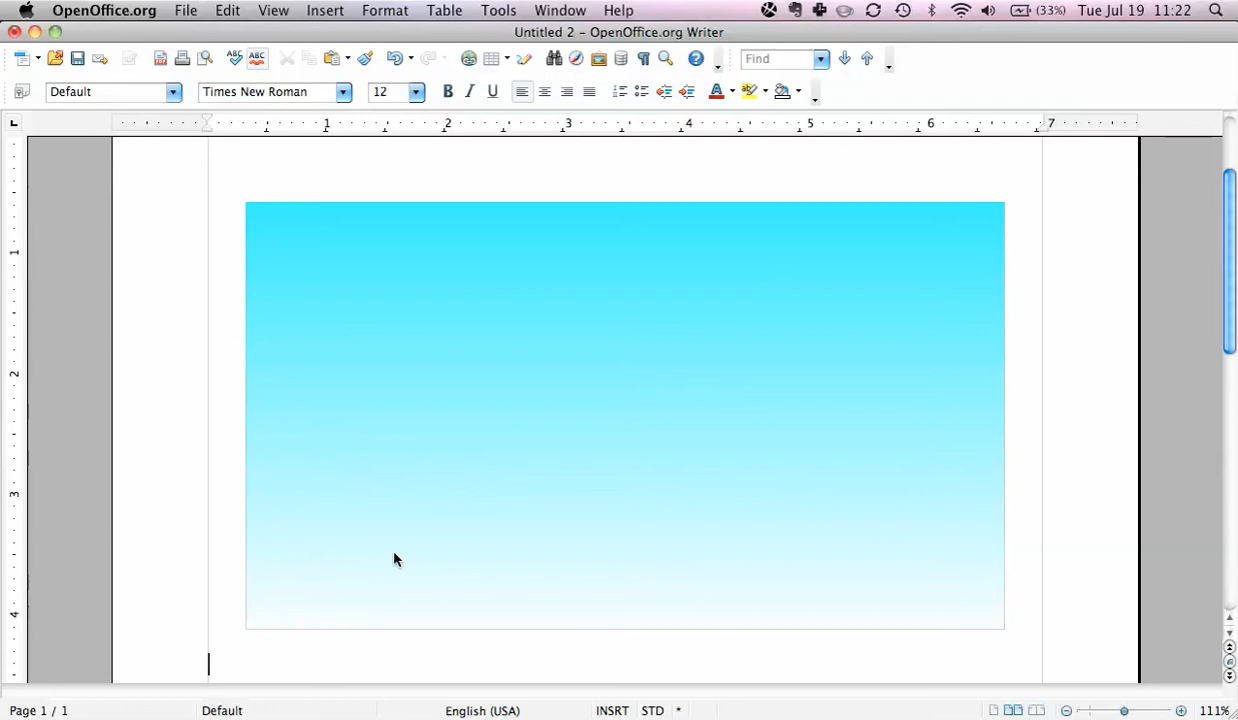 OpenOffice.org File Edit View Insert Format Table Tools Window Help (33%) Tue Jul 19 11:22
Untitled 2 - OpenOffice.org Writer
ABC ABC Find
Default Times New Roman 12 B I U A
1 2 3 4 5 6 7
1
2
3
4
Page 1 / 1 Default English (USA) INSRT STD * 111%